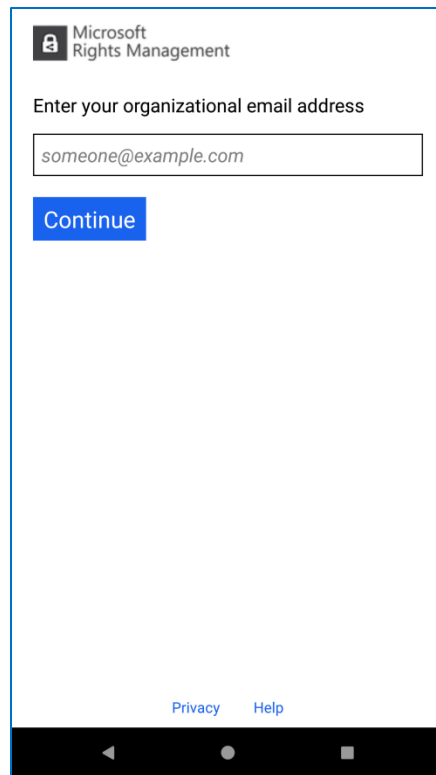 Microsoft
Rights Management
Enter your organizational email address
someone@example.com
Continue
Privacy Help